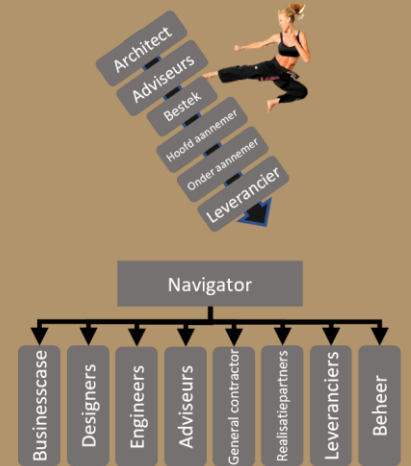 Architect
Adviseurs
Bestek
Hoofd aannemer
Onder aannemer
Leverancier
Navigator
Businesscase
Designers
Engineers
Adviseurs
General contractor
Realisatiepartners
Leveranciers
Beheer